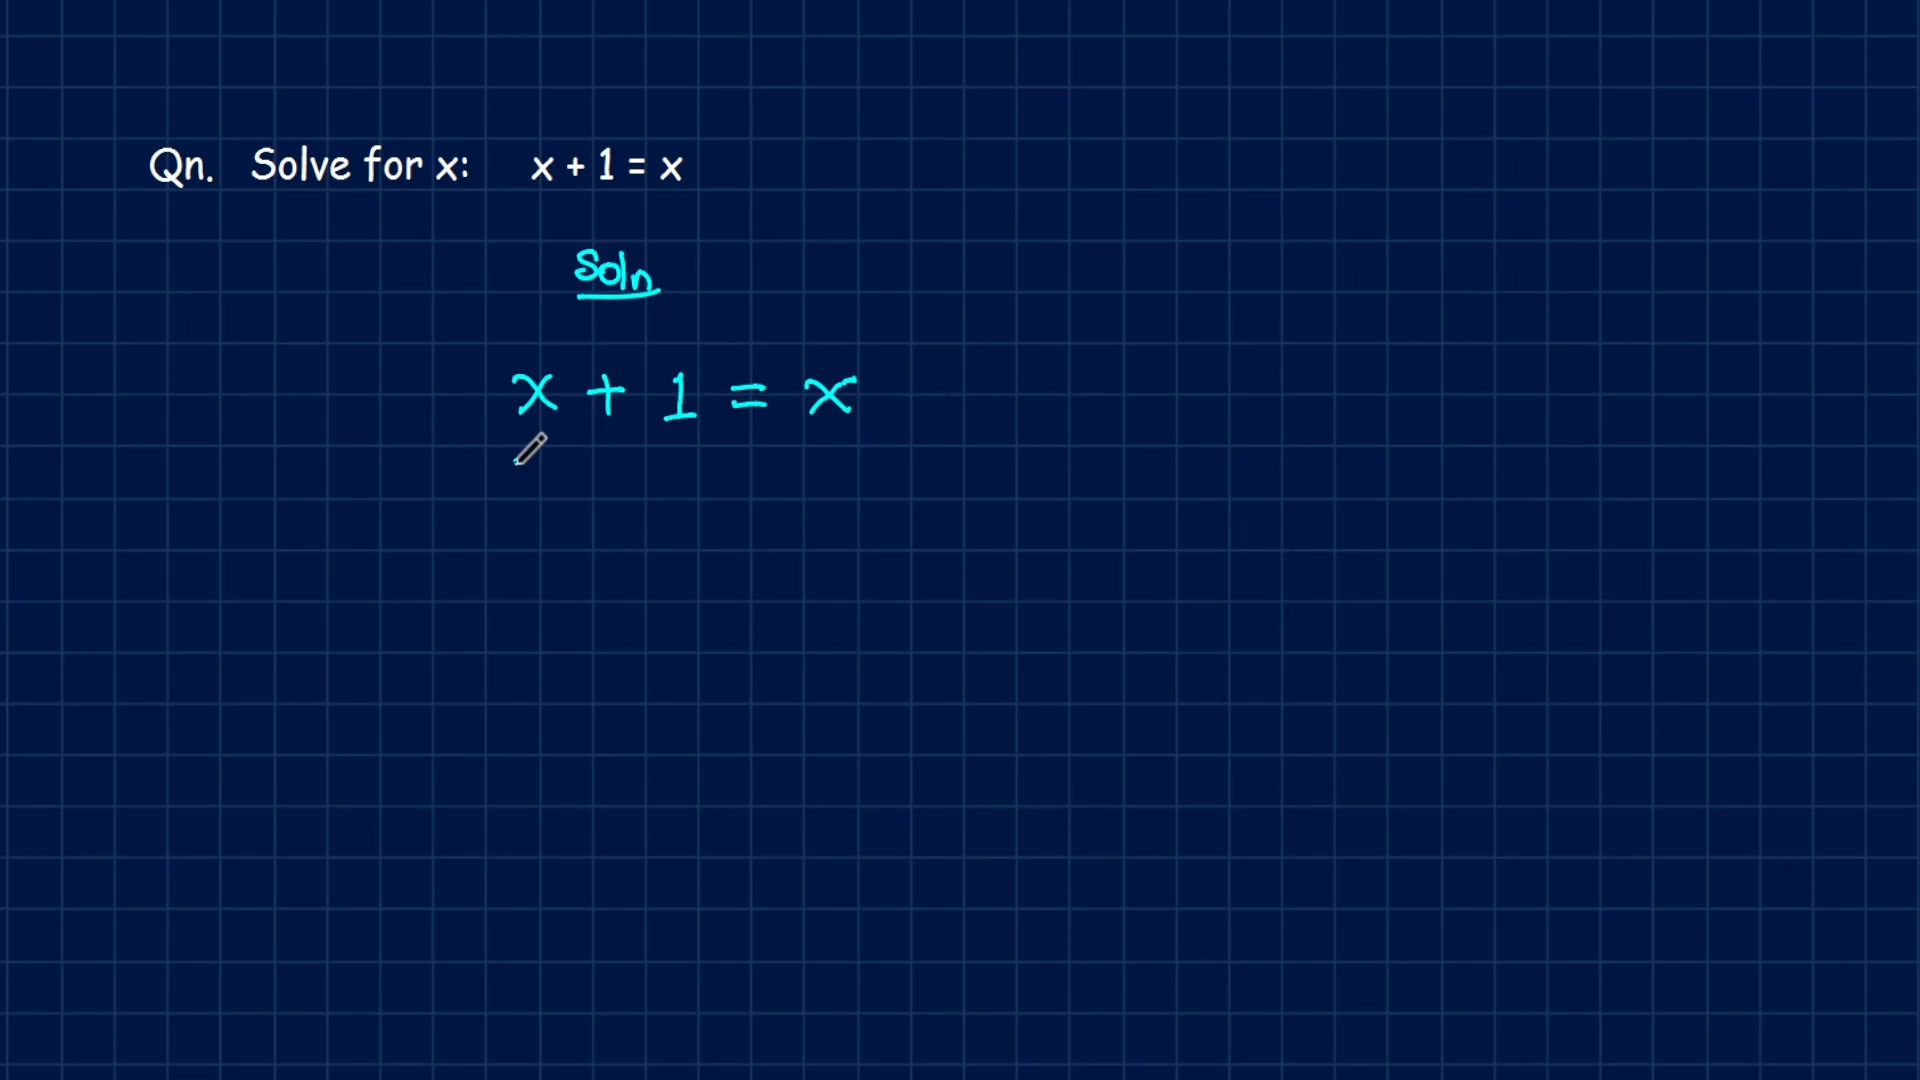 Qn. Solve for x: x + 1 = x
Soln
x + 1 = x